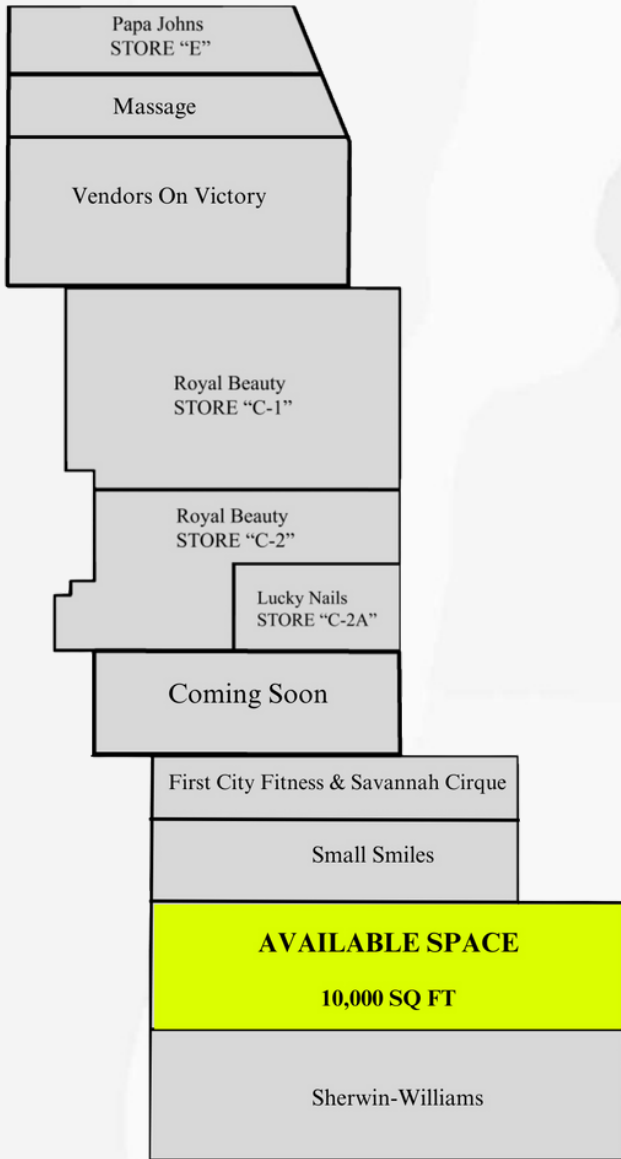 Papa Johns
STORE “E”
Massage
Vendors On Victory
Royal Beauty
STORE “C-1”
Royal Beauty
STORE “C-2”
Lucky Nails
STORE “C-2A”
Coming Soon
First City Fitness & Savannah Cirque
Small Smiles
AVAILABLE SPACE
10,000 SQ FT
Sherwin-Williams